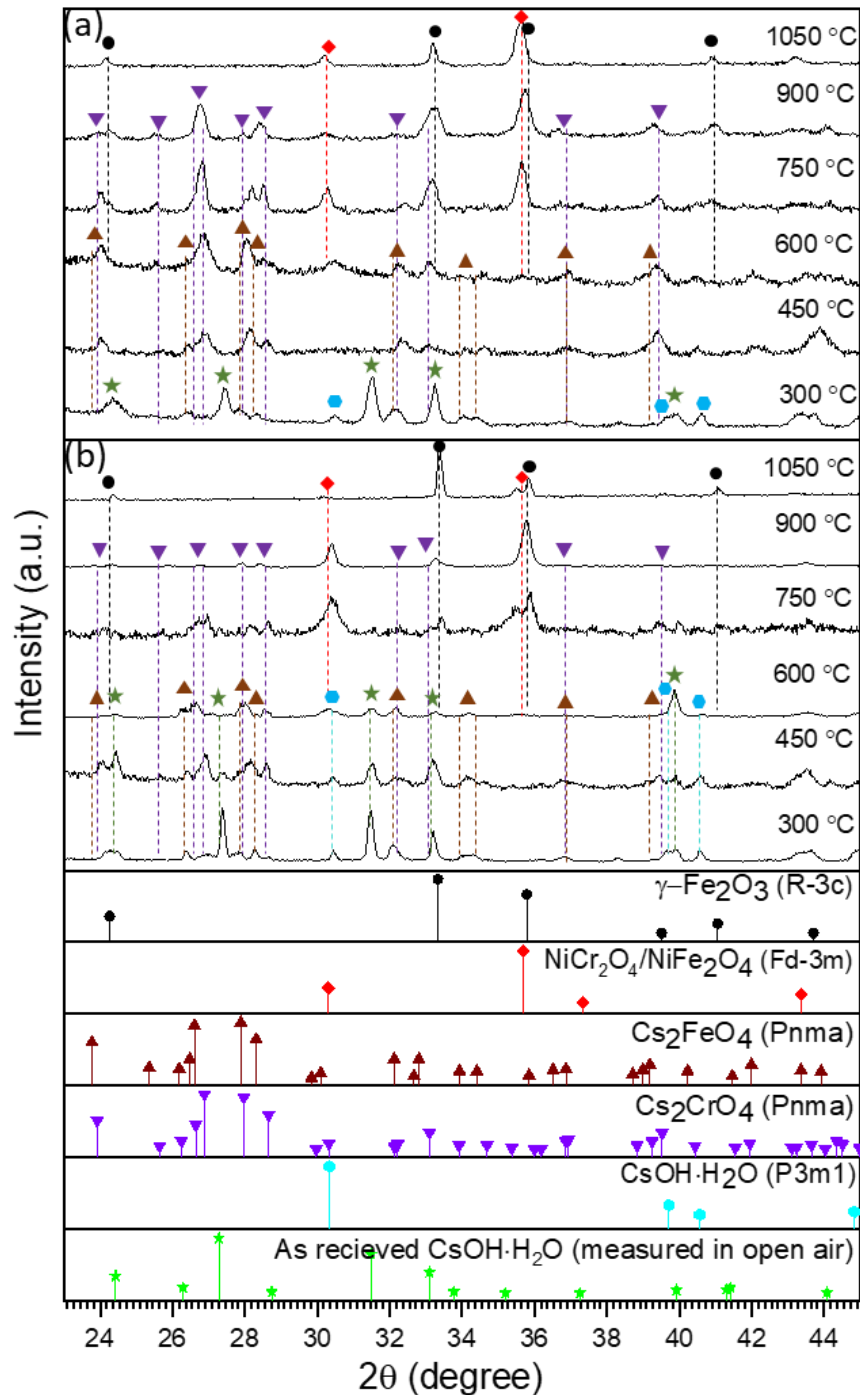 (a)
1050 °C
900 °C
750 °C
600 °C
450 °C
300 °C
(b)
1050 °C
900 °C
750 °C
600 °C
450 °C
300 °C
Intensity (a.u.)
γ–Fe₂O₃ (R-3c)
NiCr₂O₄/NiFe₂O₄ (Fd-3m)
Cs₂FeO₄ (Pnma)
Cs₂CrO₄ (Pnma)
CsOH·H₂O (P3m1)
As recieved CsOH·H₂O (measured in open air)
24 26 28 30 32 34 36 38 40 42 44
2θ (degree)